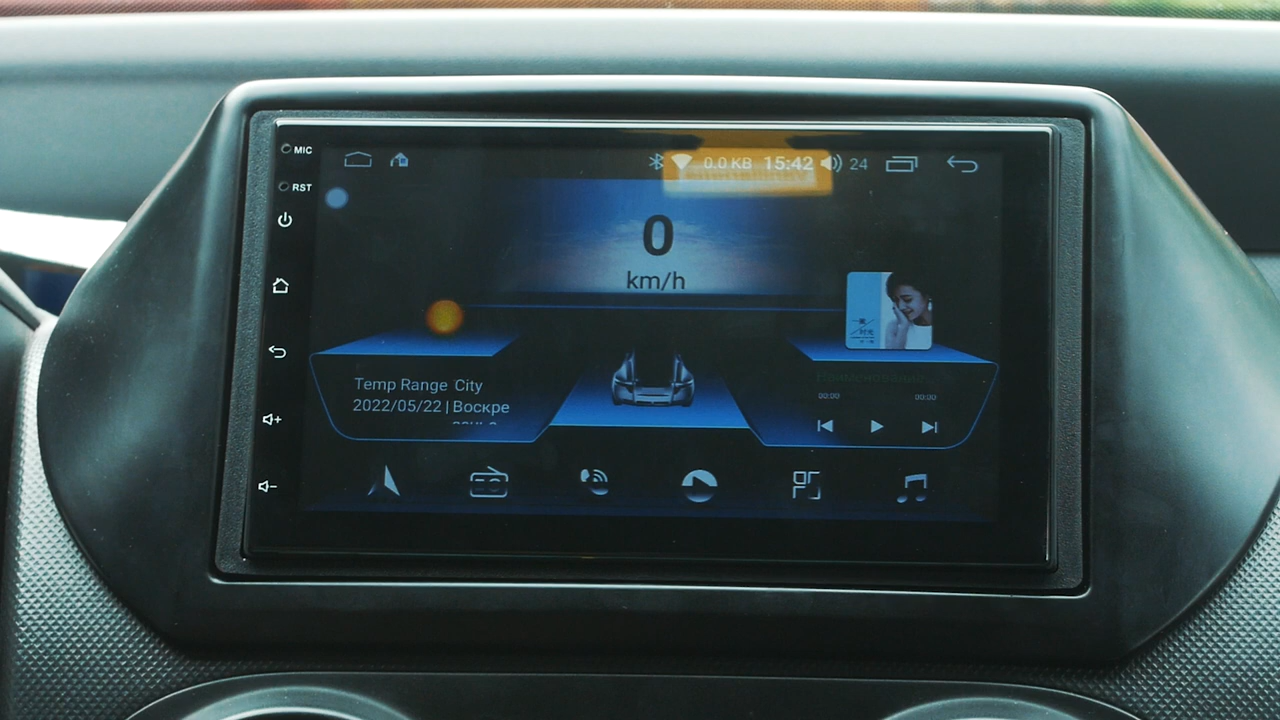 MIC
0.0 KB 15:42 24
RST
0
km/h
Temp Range City
2022/05/22 | Воскре
Наименование
00:00 00:00